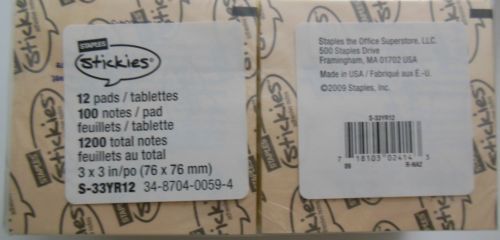 STAPLES
Stickies®
12 pads / tablettes
100 notes / pad
feuillets / tablette
1200 total notes
feuillets au total
3 x 3 in/po (76 x 76 mm)
S-33YR12 34-8704-0059-4
Staples the Office Superstore, LLC.
500 Staples Drive
Framingham, MA 01702 USA
Made in USA / Fabriqué aux E.-U.
©2009 Staples, Inc.
S-33YR12
7 18103 02414 3
09 R-NA2